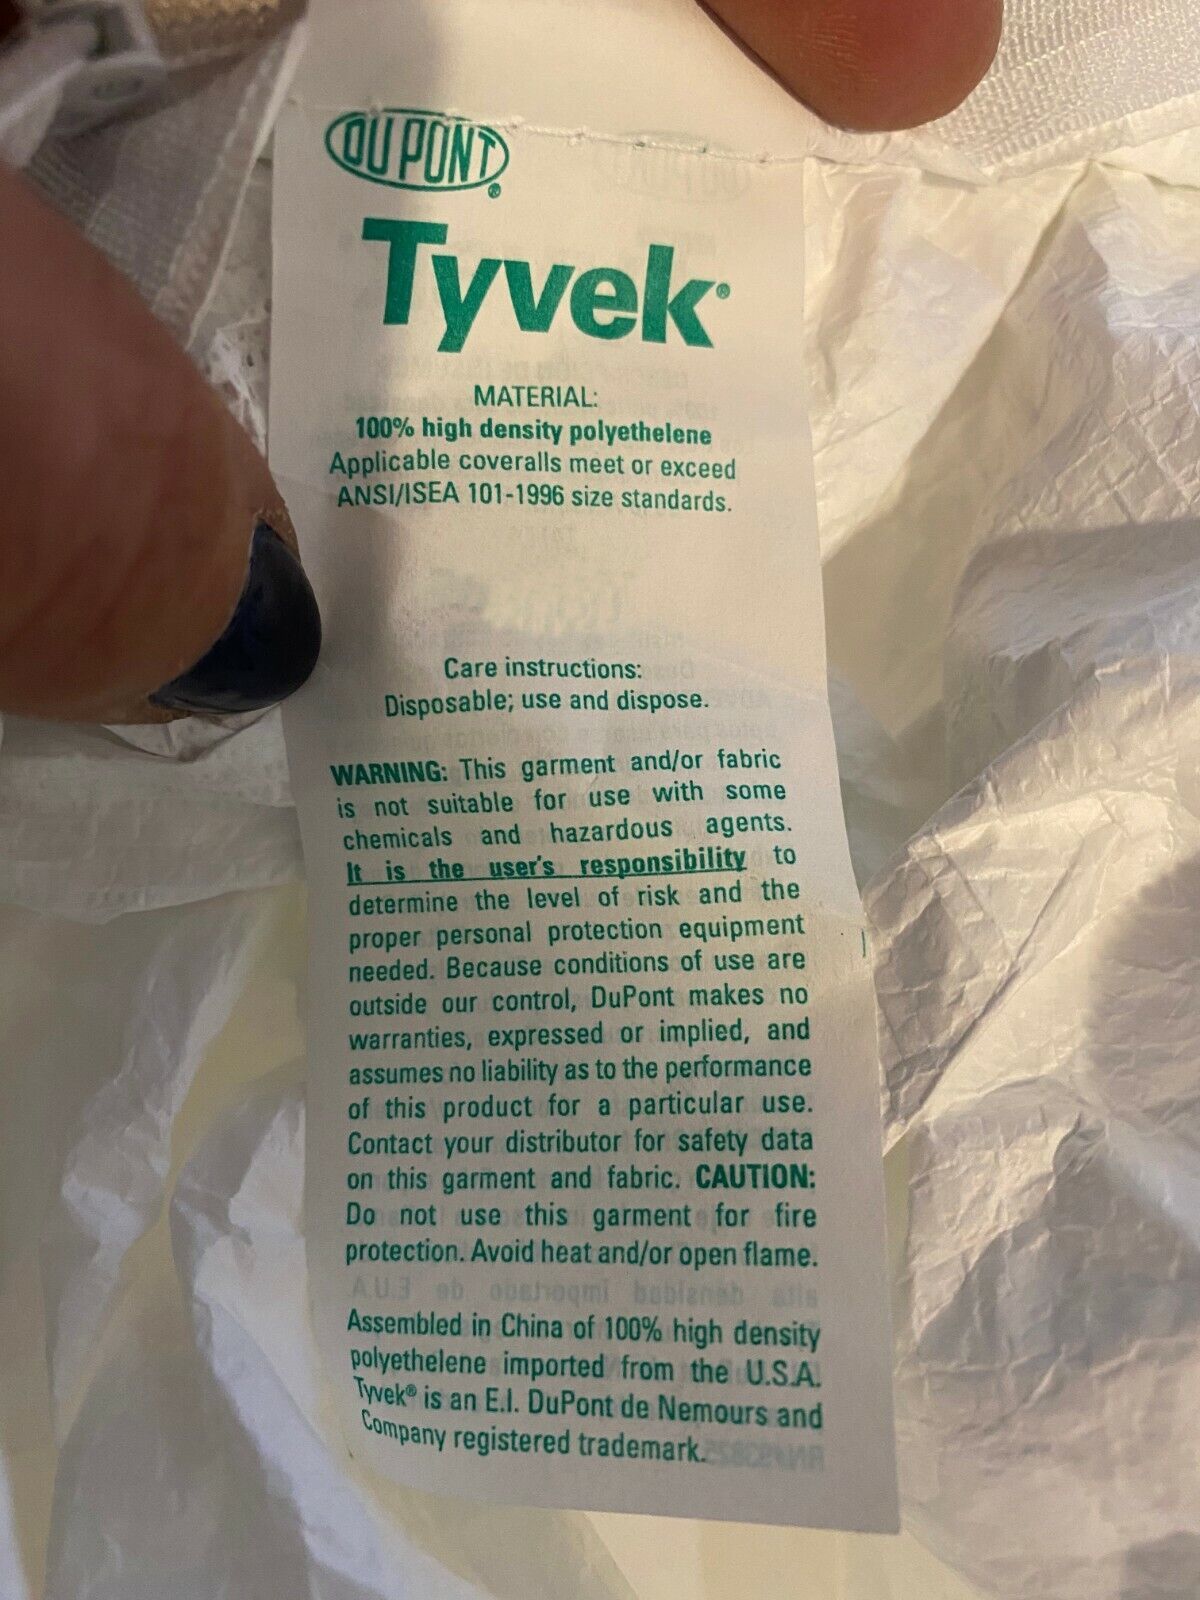 DU PONT®
Tyvek®
MATERIAL:
100% high density polyethelene
Applicable coveralls meet or exceed
ANSI/ISEA 101-1996 size standards.
Care instructions:
Disposable; use and dispose.
WARNING: This garment and/or fabric
is not suitable for use with some
chemicals and hazardous agents.
It is the user's responsibility to
determine the level of risk and the
proper personal protection equipment
needed. Because conditions of use are
outside our control, DuPont makes no
warranties, expressed or implied, and
assumes no liability as to the performance
of this product for a particular use.
Contact your distributor for safety data
on this garment and fabric. CAUTION:
Do not use this garment for fire
protection. Avoid heat and/or open flame.
Assembled in China of 100% high density
polyethelene imported from the U.S.A.
Tyvek® is an E.I. DuPont de Nemours and
Company registered trademark.